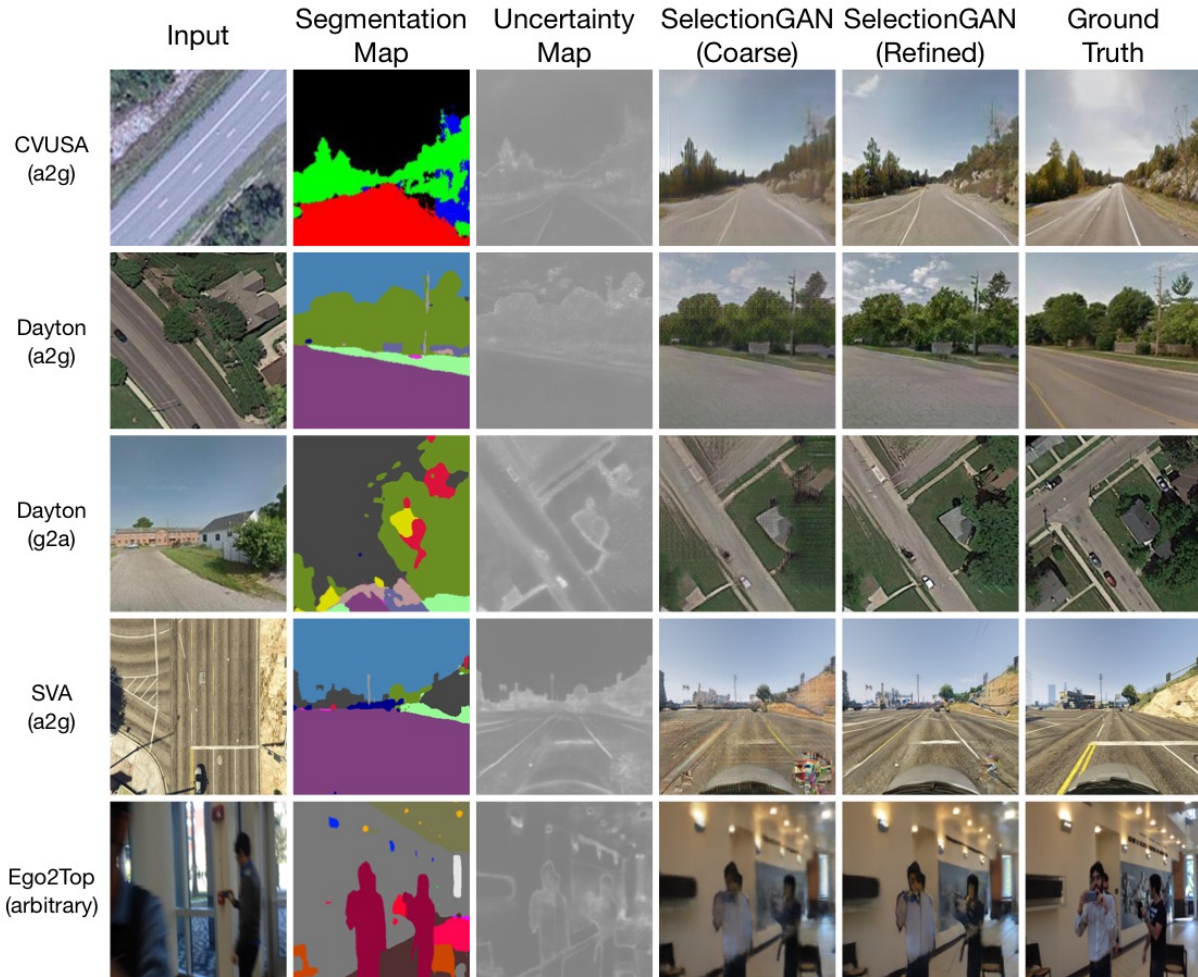 Input
Segmentation
Map
Uncertainty
Map
SelectionGAN
(Coarse)
SelectionGAN
(Refined)
Ground
Truth
CVUSA
(a2g)
Dayton
(a2g)
Dayton
(g2a)
SVA
(a2g)
Ego2Top
(arbitrary)